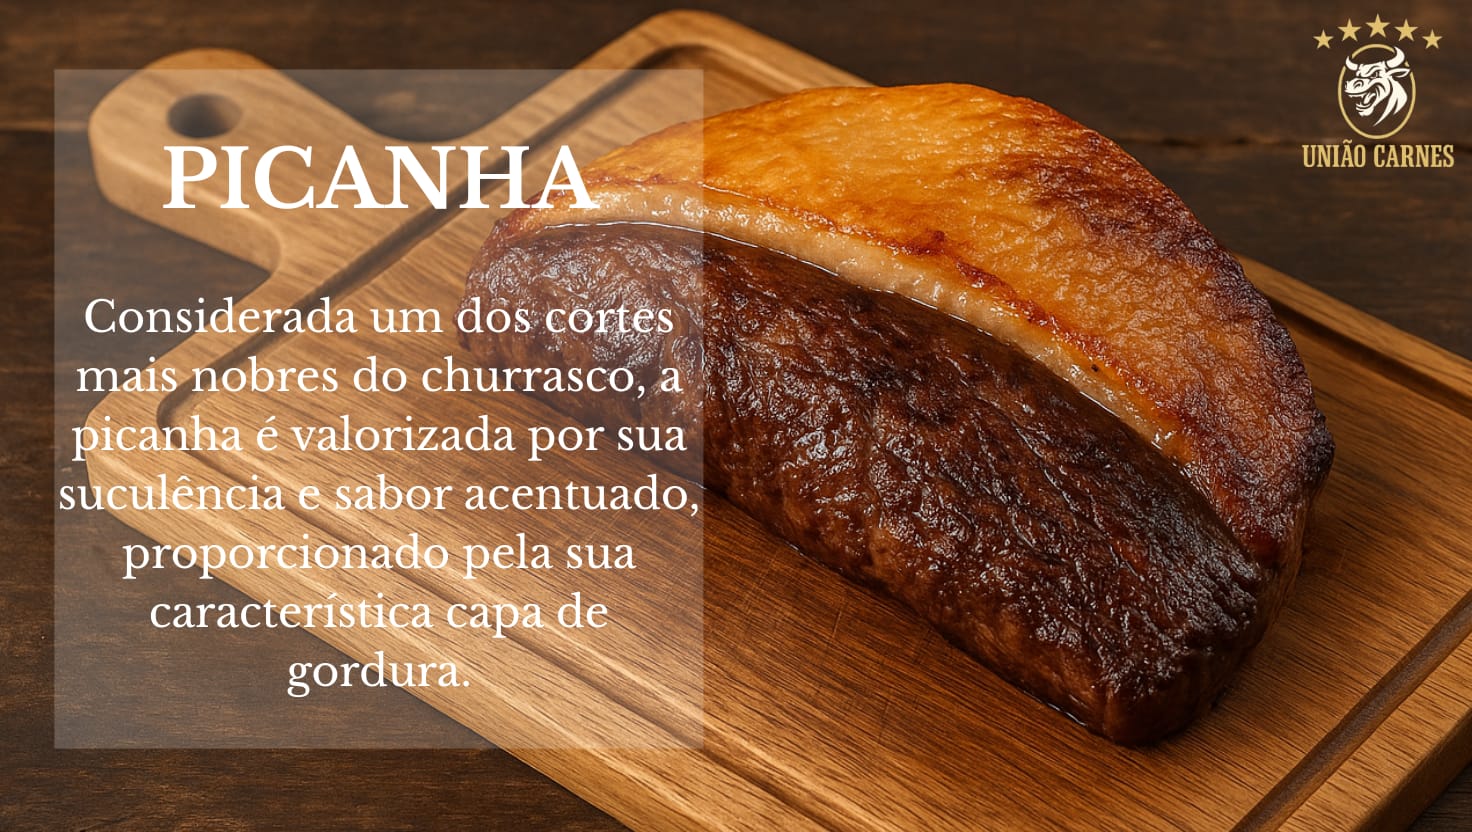 PICANHA
Considerada um dos cortes
mais nobres do churrasco, a
picanha é valorizada por sua
suculência e sabor acentuado,
proporcionado pela sua
característica capa de
gordura.
UNIÃO CARNES